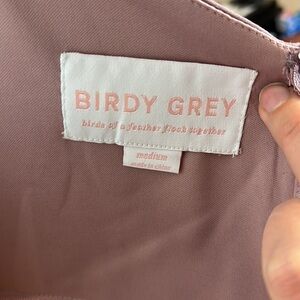 BIRDY GREY
birds of a feather flock together
medium
made in china